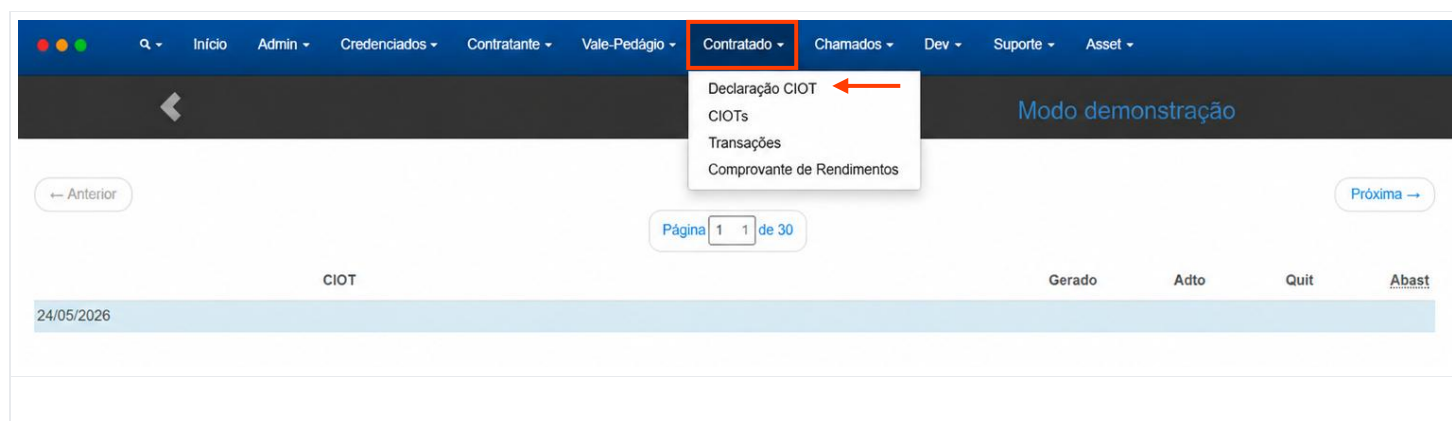 Início Admin Credenciados Contratante Vale-Pedágio Contratado Chamados Dev Suporte Asset
Declaração CIOT
CIOTs
Transações
Comprovante de Rendimentos
Modo demonstração
← Anterior
Próxima →
Página 1 1 de 30
CIOT Gerado Adto Quit Abast
24/05/2026